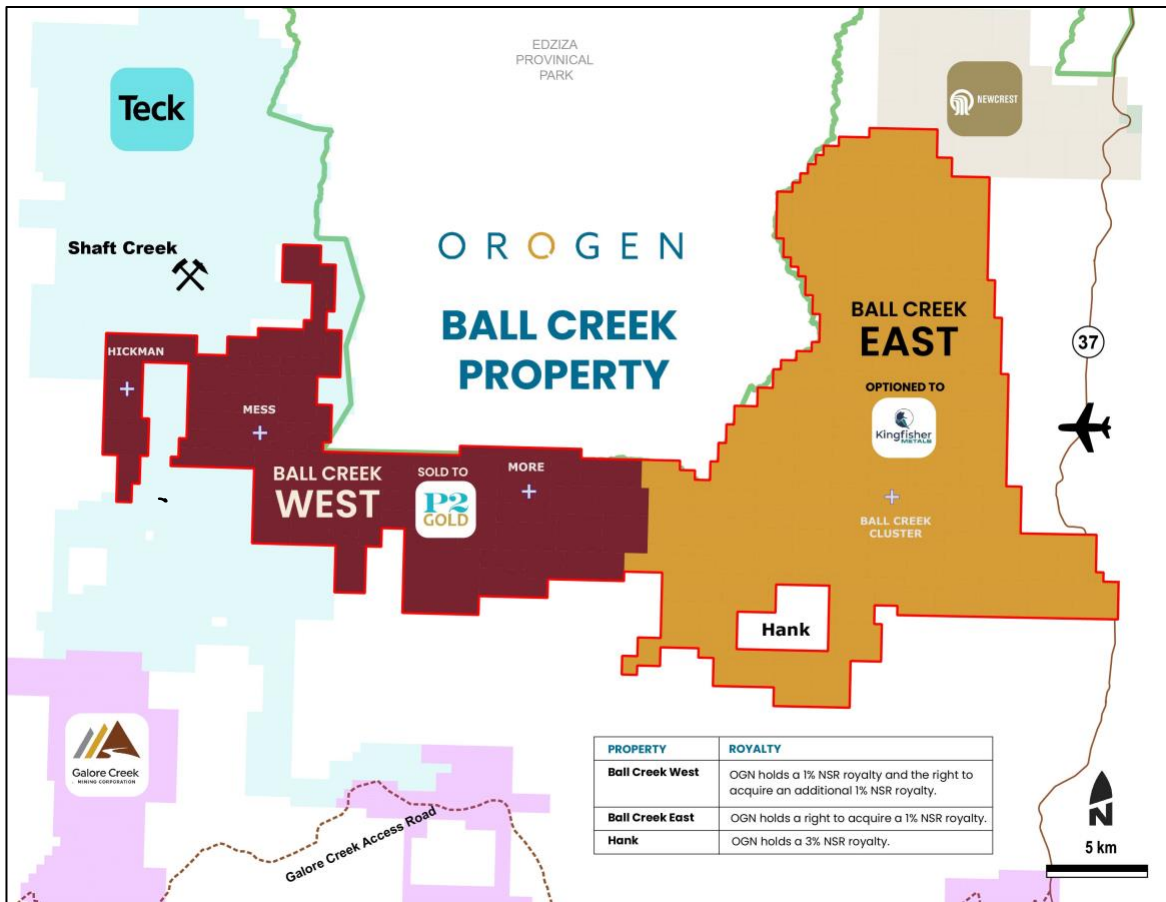 EDZIZA
PROVINICAL
PARK
Teck
NEWCREST
Shaft Creek
OROGEN
BALL CREEK
PROPERTY
BALL CREEK
EAST
OPTIONED TO
Kingfisher
METALS
37
HICKMAN
MESS
BALL CREEK
WEST
SOLD TO
P2
GOLD
MORE
BALL CREEK
CLUSTER
Hank
Galore Creek
MINING CORPORATION
Galore Creek Access Road
PROPERTY ROYALTY
Ball Creek West OGN holds a 1% NSR royalty and the right to
acquire an additional 1% NSR royalty.
Ball Creek East OGN holds a right to acquire a 1% NSR royalty.
Hank OGN holds a 3% NSR royalty.
N
5 km